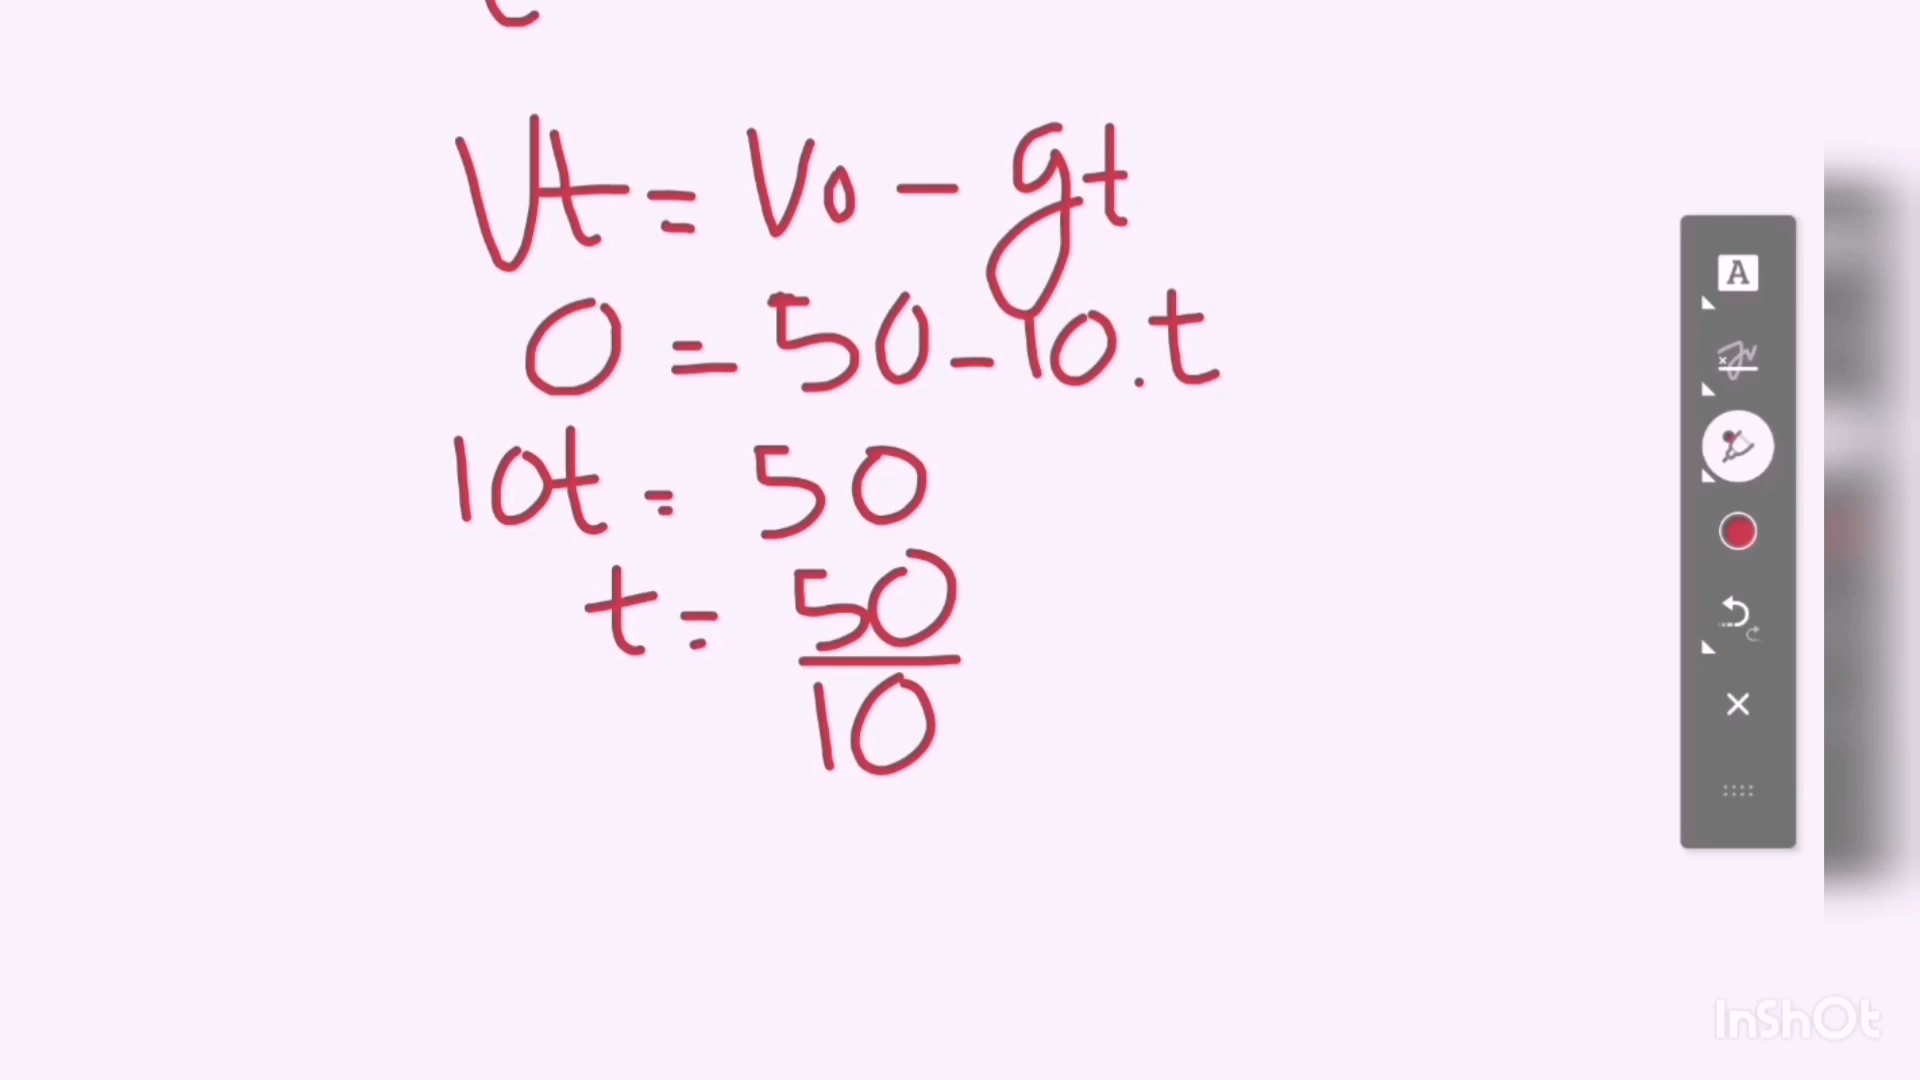 Vt = Vo - gt
0 = 50 - 10.t
10t = 50
t = 50/10
A
InShOt